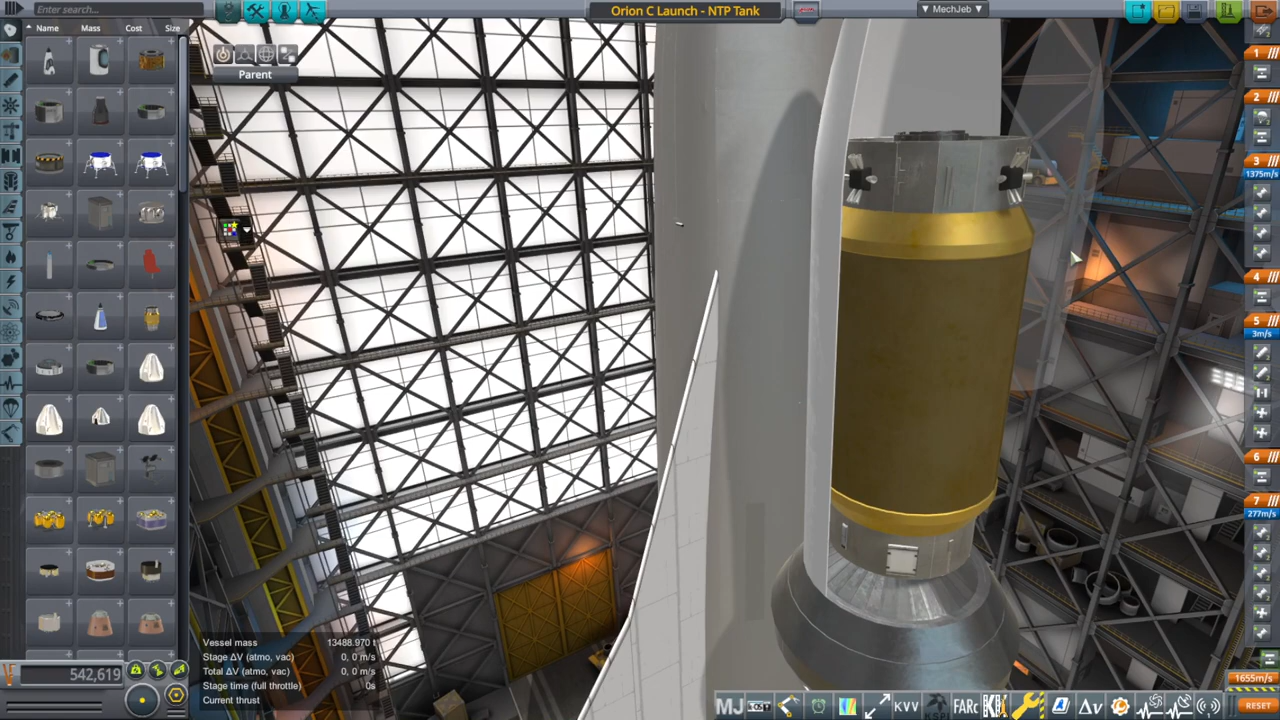 Enter search...
Orion C Launch - NTP Tank
▼ MechJeb ▼
Name Mass Cost Size
Parent
1
2
3
1375m/s
4
5
3m/s
6
7
277m/s
Vessel mass 13488.970 t
Stage ΔV (atmo, vac) 0, 0 m/s
Total ΔV (atmo, vac) 0, 0 m/s
Stage time (full throttle) 0s
Current thrust
542,619
1655m/s
MJ KVV FARc Δv RESET